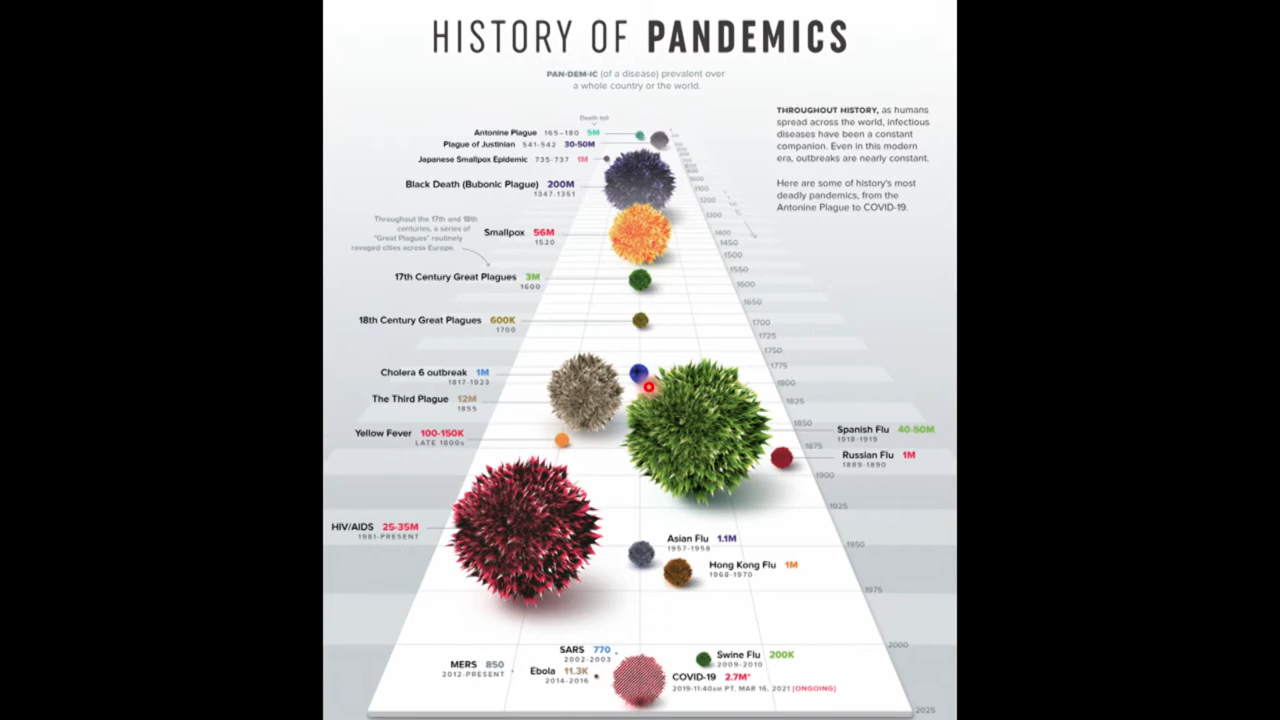 HISTORY OF PANDEMICS
PAN·DEM·IC (of a disease) prevalent over
a whole country or the world.
THROUGHOUT HISTORY, as humans
spread across the world, infectious
diseases have been a constant
companion. Even in this modern
era, outbreaks are nearly constant.
Here are some of history's most
deadly pandemics, from the
Antonine Plague to COVID-19.
Death toll
Antonine Plague 165-180 5M
Plague of Justinian 541-542 30-50M
Japanese Smallpox Epidemic 735-737 1M
Black Death (Bubonic Plague) 200M
1347-1351
Throughout the 17th and 18th
centuries, a series of
"Great Plagues" routinely
ravaged cities across Europe.
Smallpox 56M
1520
17th Century Great Plagues 3M
1600
18th Century Great Plagues 600K
1700
Cholera 6 outbreak 1M
1817-1923
The Third Plague 12M
1855
Yellow Fever 100-150K
LATE 1800s
Spanish Flu 40-50M
1918-1919
Russian Flu 1M
1889-1890
HIV/AIDS 25-35M
1981-PRESENT
Asian Flu 1.1M
1957-1958
Hong Kong Flu 1M
1968-1970
SARS 770
2002-2003
Swine Flu 200K
2009-2010
MERS 850
2012-PRESENT
Ebola 11.3K
2014-2016
COVID-19 2.7M*
2019-11:40AM PT, MAR 16, 2021 [ONGOING]
1000
1100
1200
1300
1400
1450
1500
1550
1600
1650
1700
1725
1750
1775
1800
1825
1850
1875
1900
1925
1950
1975
2000
2025